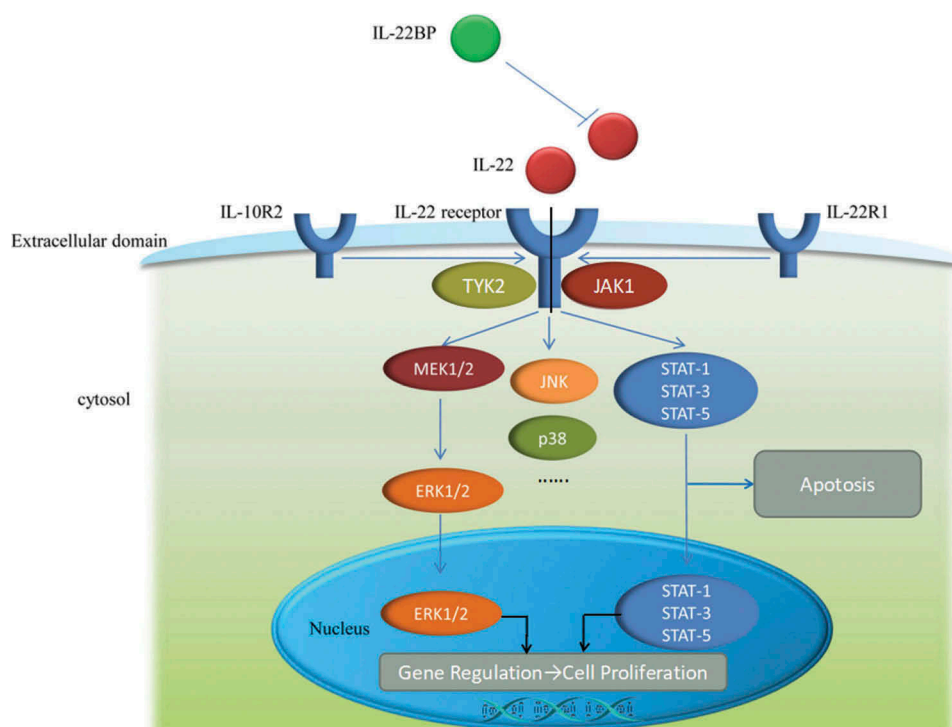 IL-22BP
IL-22
IL-10R2
IL-22 receptor
IL-22R1
Extracellular domain
TYK2
JAK1
MEK1/2
JNK
STAT-1
STAT-3
STAT-5
cytosol
p38
......
ERK1/2
Apotosis
Nucleus
ERK1/2
STAT-1
STAT-3
STAT-5
Gene Regulation→Cell Proliferation